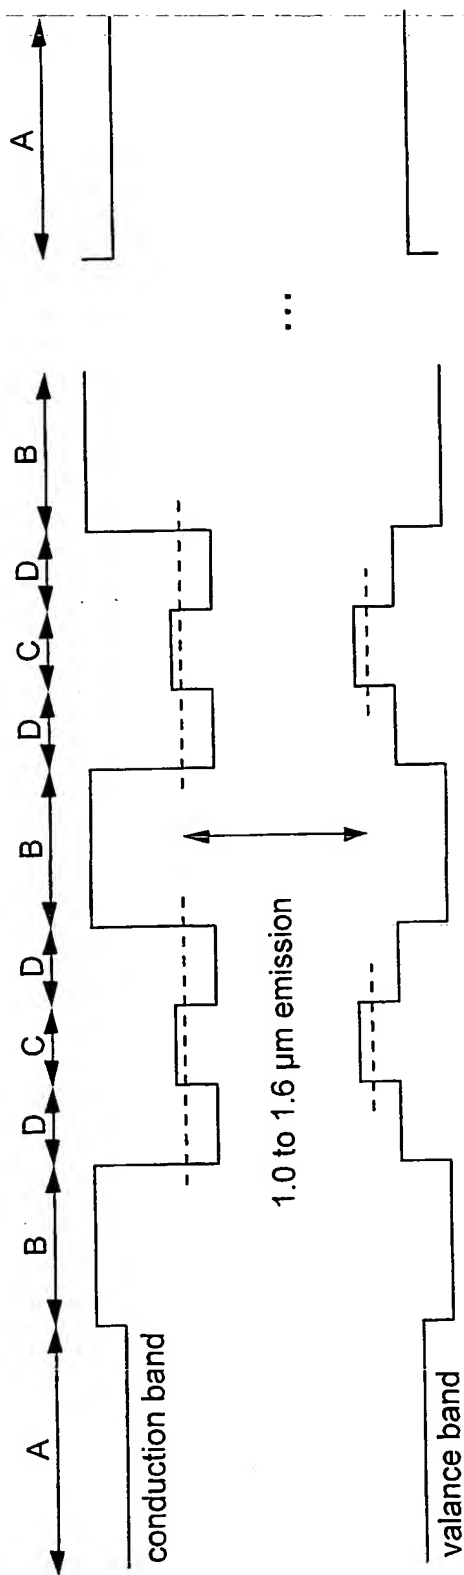 A B D C D B D C D B A
conduction band
1.0 to 1.6 µm emission
...
valance band